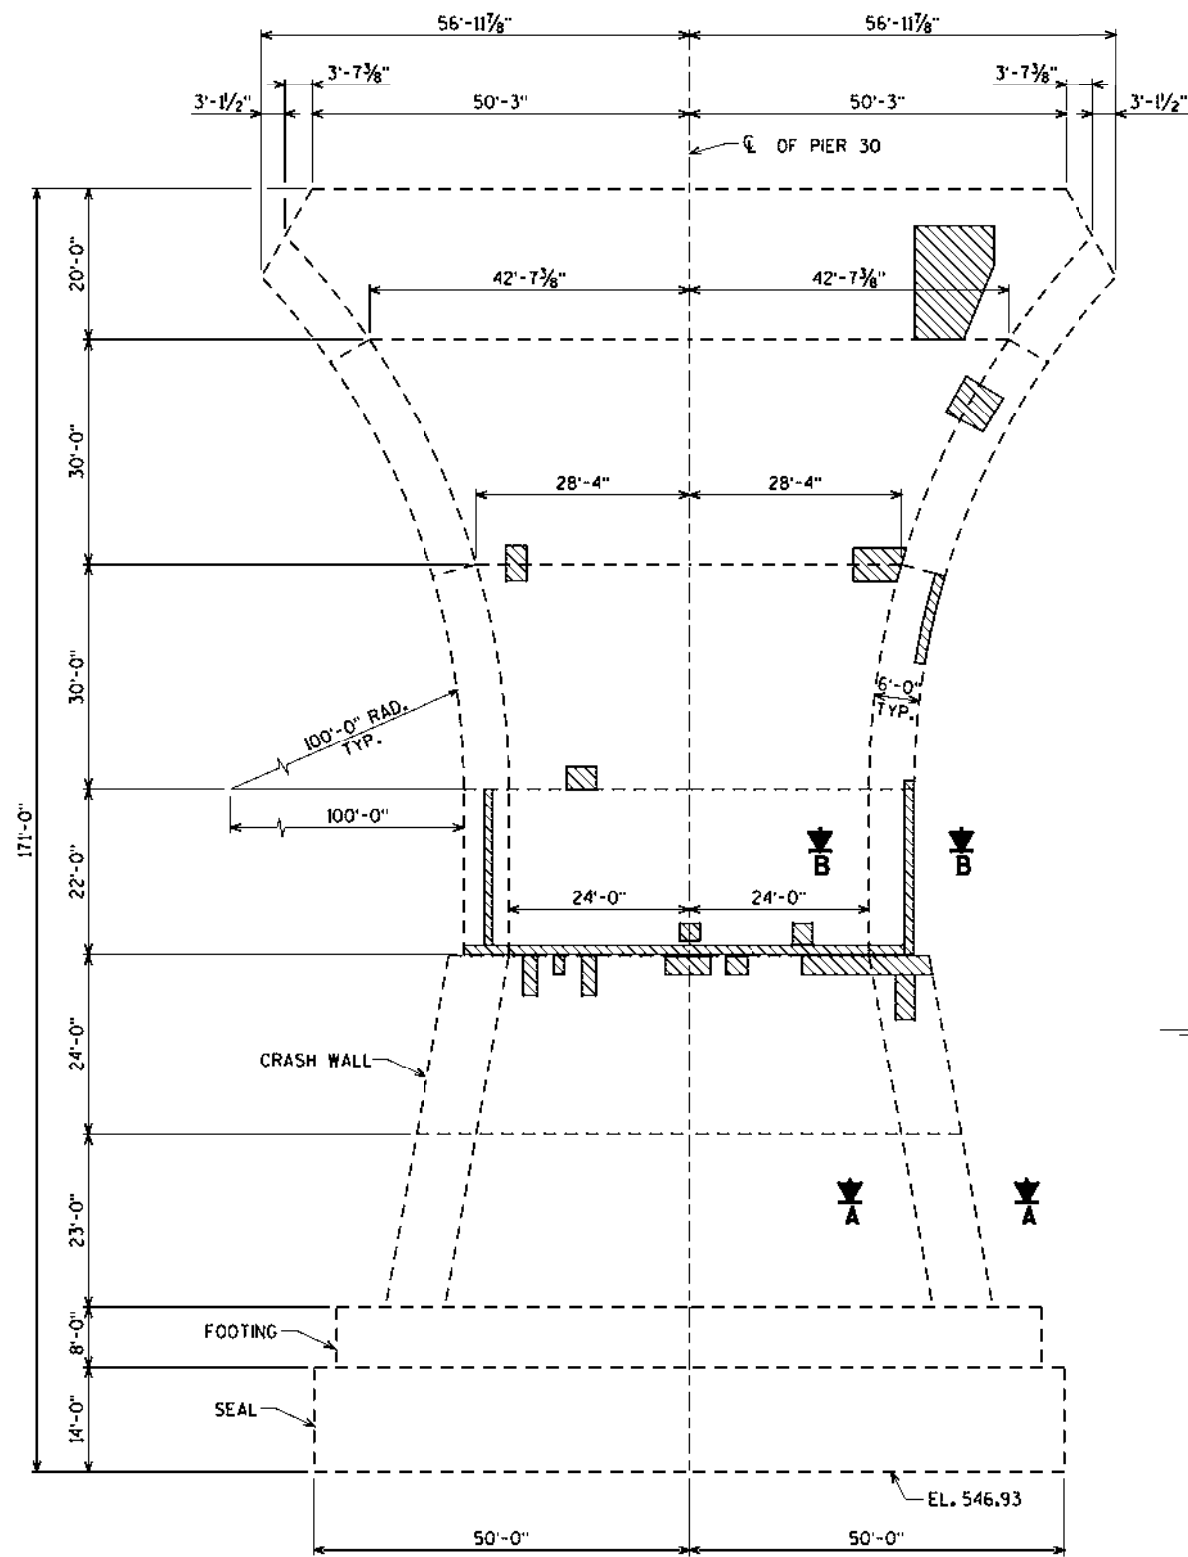 56'-11⅞" 56'-11⅞"
3'-7⅜" 3'-7⅜"
3'-1½" 50'-3" 50'-3" 3'-1½"
℄ OF PIER 30
20'-0"
42'-7⅜" 42'-7⅜"
30'-0"
28'-4" 28'-4"
30'-0"
6'-0"
TYP.
100'-0" RAD.
TYP.
100'-0"
171'-0"
22'-0"
B B
24'-0" 24'-0"
24'-0"
CRASH WALL
23'-0"
A A
8'-0"
FOOTING
14'-0"
SEAL
EL. 546.93
50'-0" 50'-0"